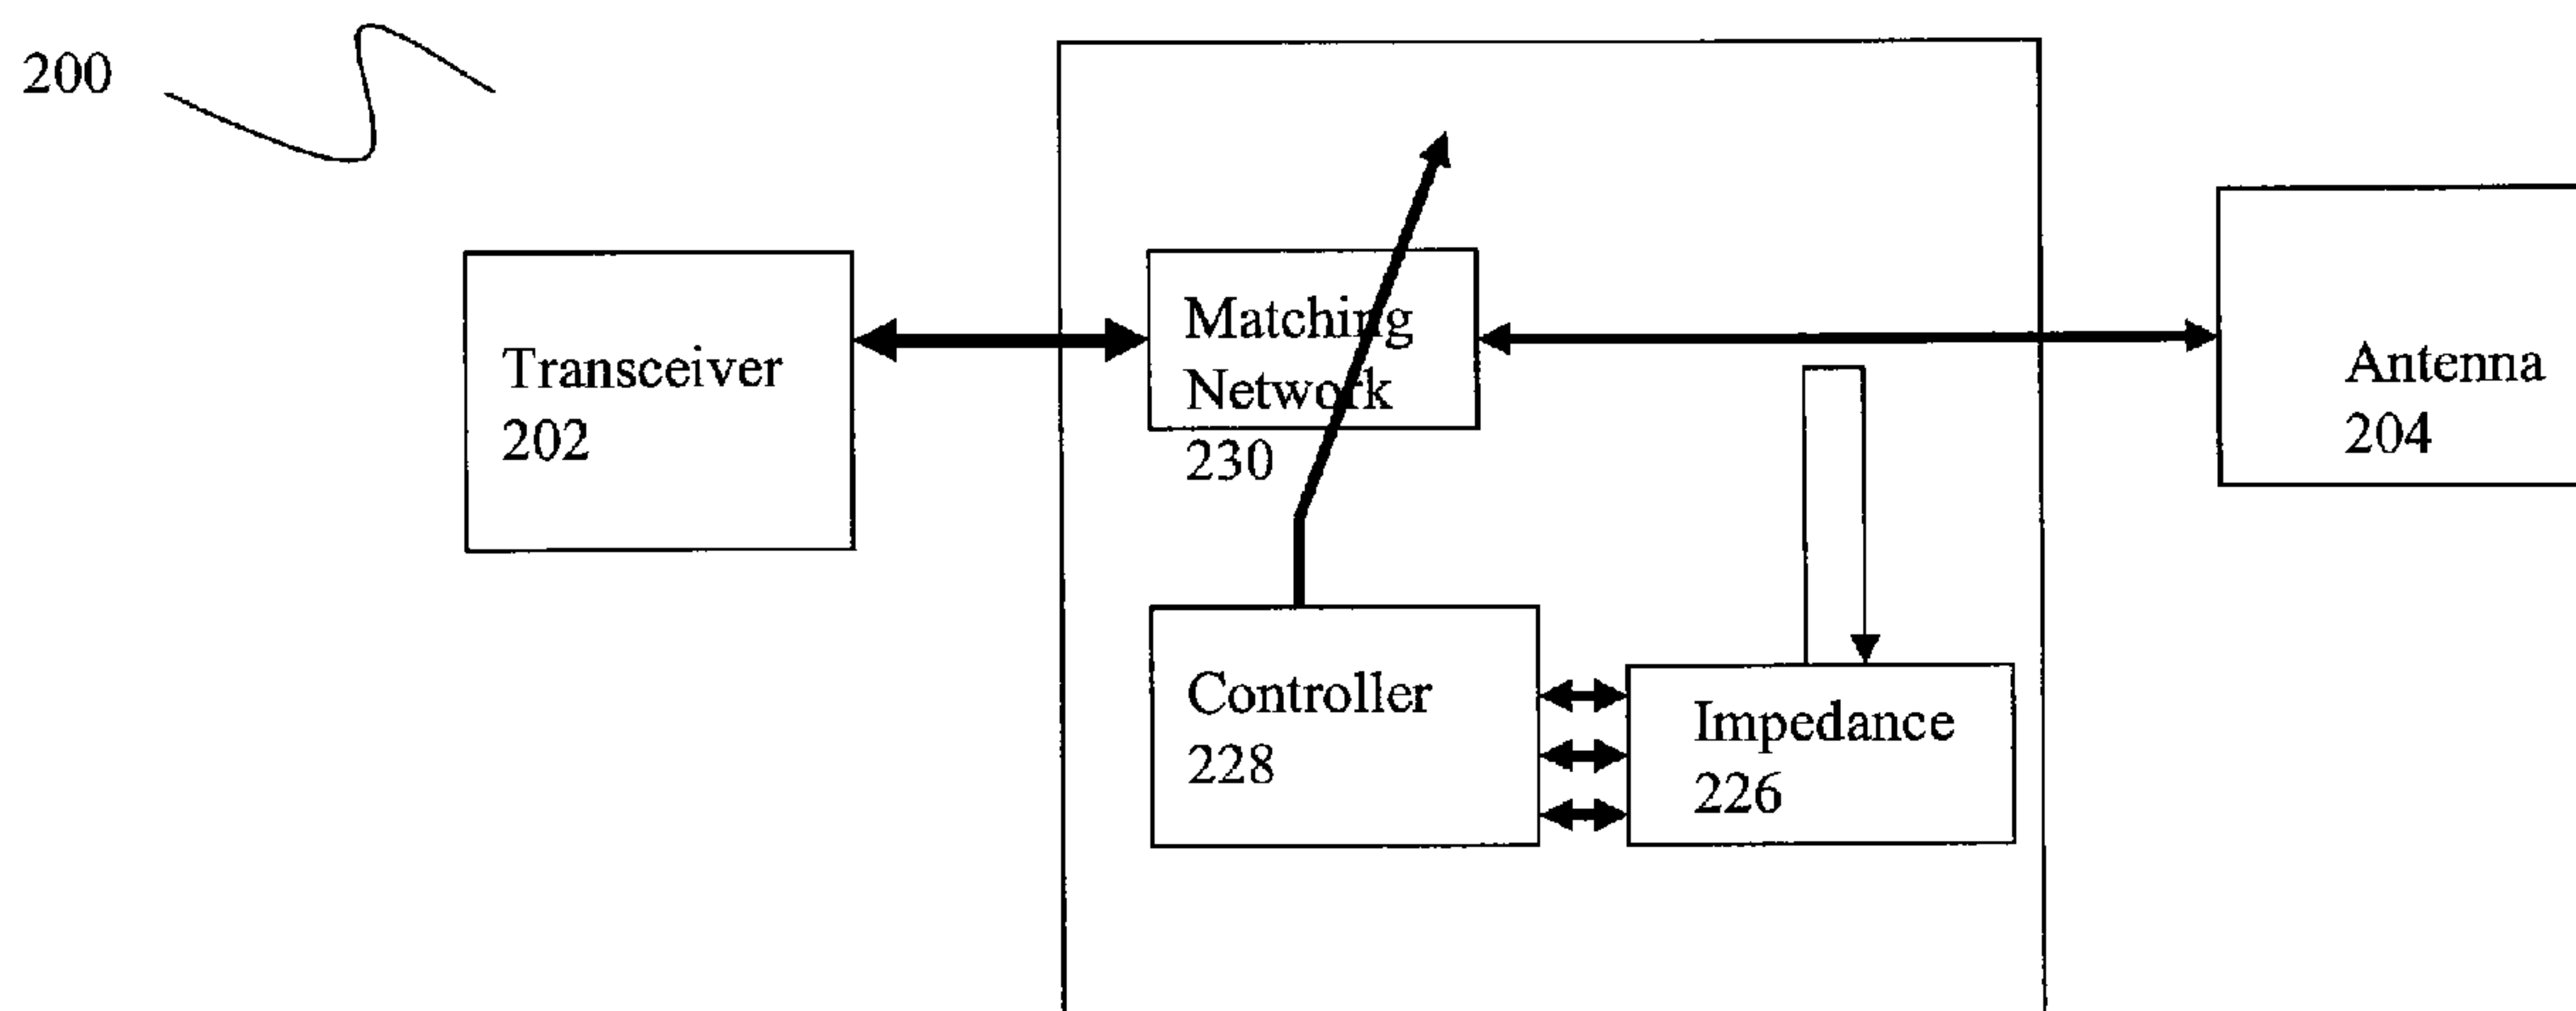 200
Transceiver
202
Matching
Network
230
Antenna
204
Controller
228
Impedance
226